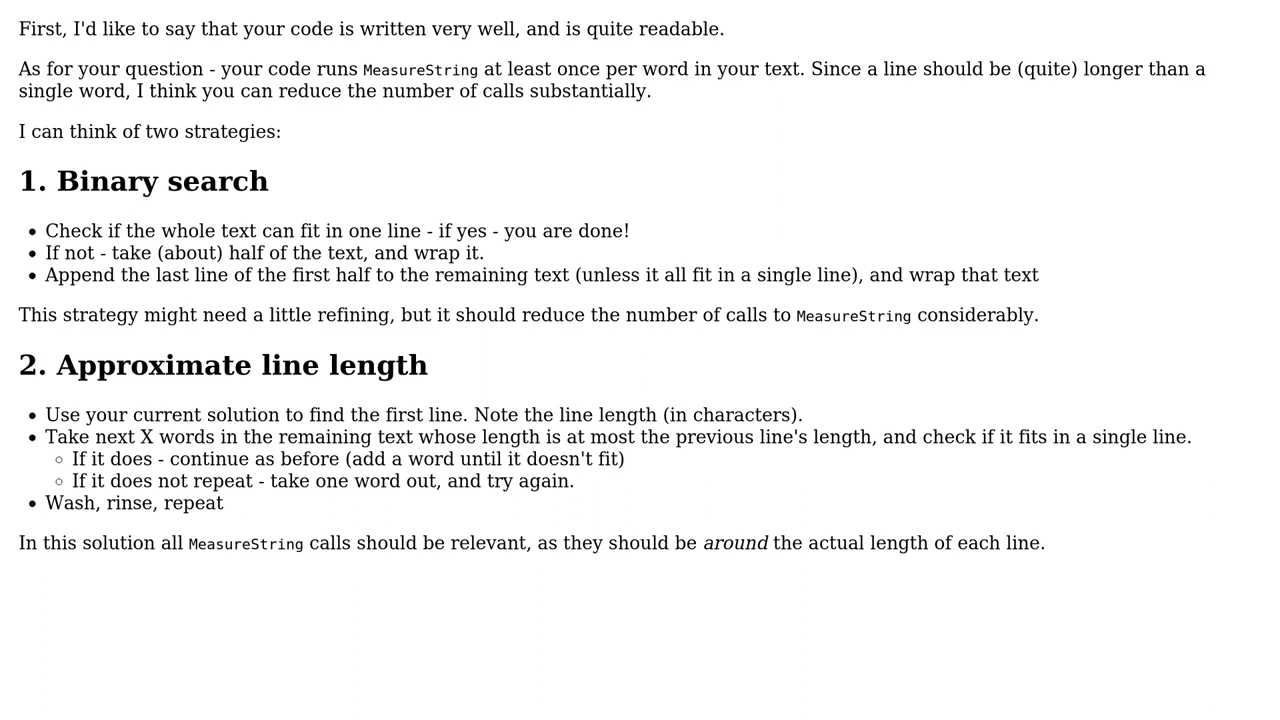 First, I'd like to say that your code is written very well, and is quite readable.
As for your question - your code runs MeasureString at least once per word in your text. Since a line should be (quite) longer than a
single word, I think you can reduce the number of calls substantially.
I can think of two strategies:
1. Binary search
• Check if the whole text can fit in one line - if yes - you are done!
• If not - take (about) half of the text, and wrap it.
• Append the last line of the first half to the remaining text (unless it all fit in a single line), and wrap that text
This strategy might need a little refining, but it should reduce the number of calls to MeasureString considerably.
2. Approximate line length
• Use your current solution to find the first line. Note the line length (in characters).
• Take next X words in the remaining text whose length is at most the previous line's length, and check if it fits in a single line.
◦ If it does - continue as before (add a word until it doesn't fit)
◦ If it does not repeat - take one word out, and try again.
• Wash, rinse, repeat
In this solution all MeasureString calls should be relevant, as they should be around the actual length of each line.